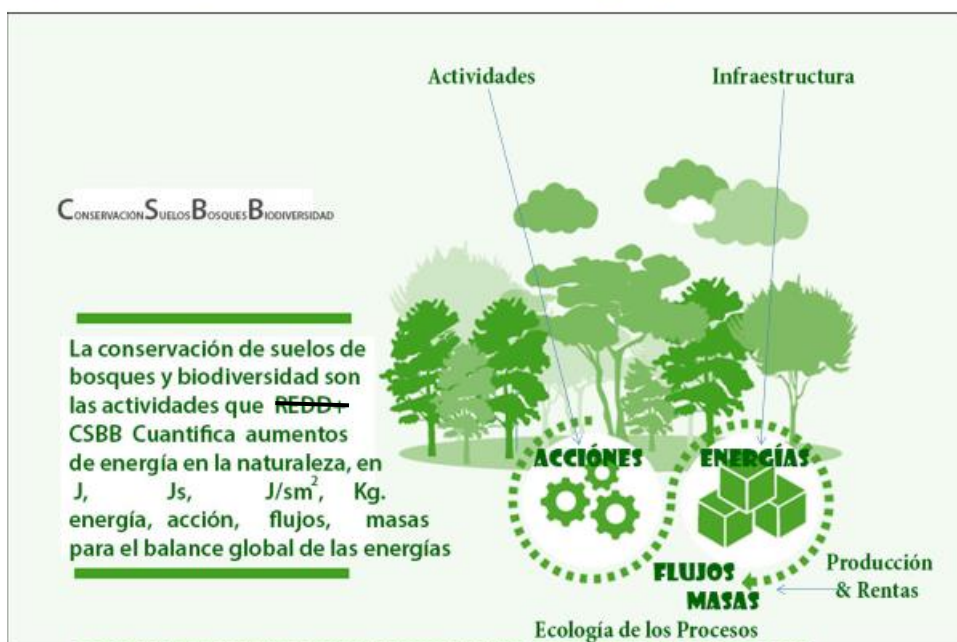 Actividades
Infraestructura
CONSERVACIÓNSUELOSBOSQUESBIODIVERSIDAD
La conservación de suelos de
bosques y biodiversidad son
las actividades que REDD+
CSBB Cuantifica aumentos
de energía en la naturaleza, en
J, Js, J/sm², Kg.
energía, acción, flujos, masas
para el balance global de las energías
ACCIÓNES
ENERGÍAS
FLUJOS
MASAS
Producción
& Rentas
Ecología de los Procesos